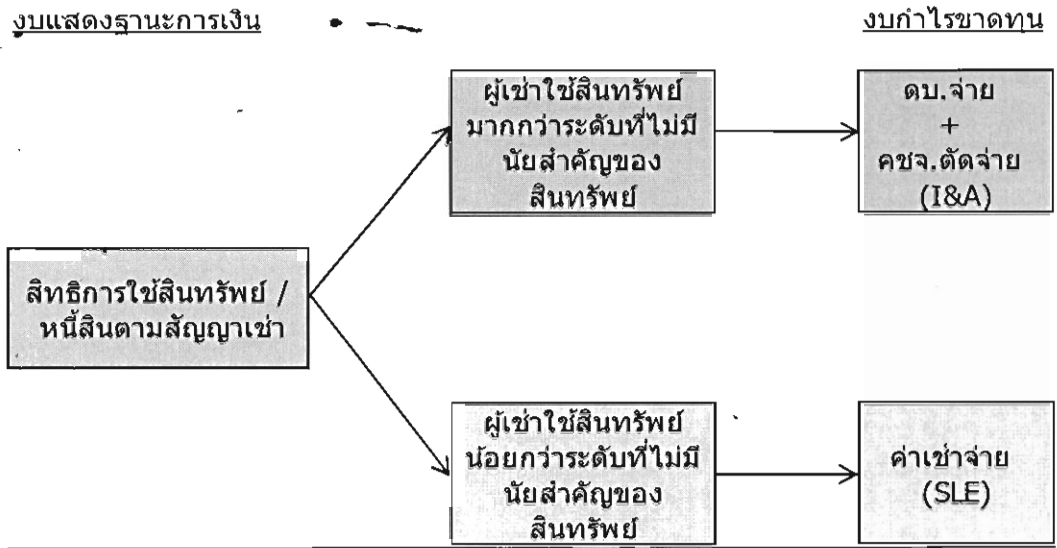 งบแสดงฐานะการเงิน
งบกำไรขาดทุน
ผู้เช่าใช้สินทรัพย์
มากกว่าระดับที่ไม่มี
นัยสำคัญของ
สินทรัพย์
ดบ.จ่าย
+
คชจ.ตัดจ่าย
(I&A)
สิทธิการใช้สินทรัพย์ /
หนี้สินตามสัญญาเช่า
ผู้เช่าใช้สินทรัพย์
น้อยกว่าระดับที่ไม่มี
นัยสำคัญของ
สินทรัพย์
ค่าเช่าจ่าย
(SLE)